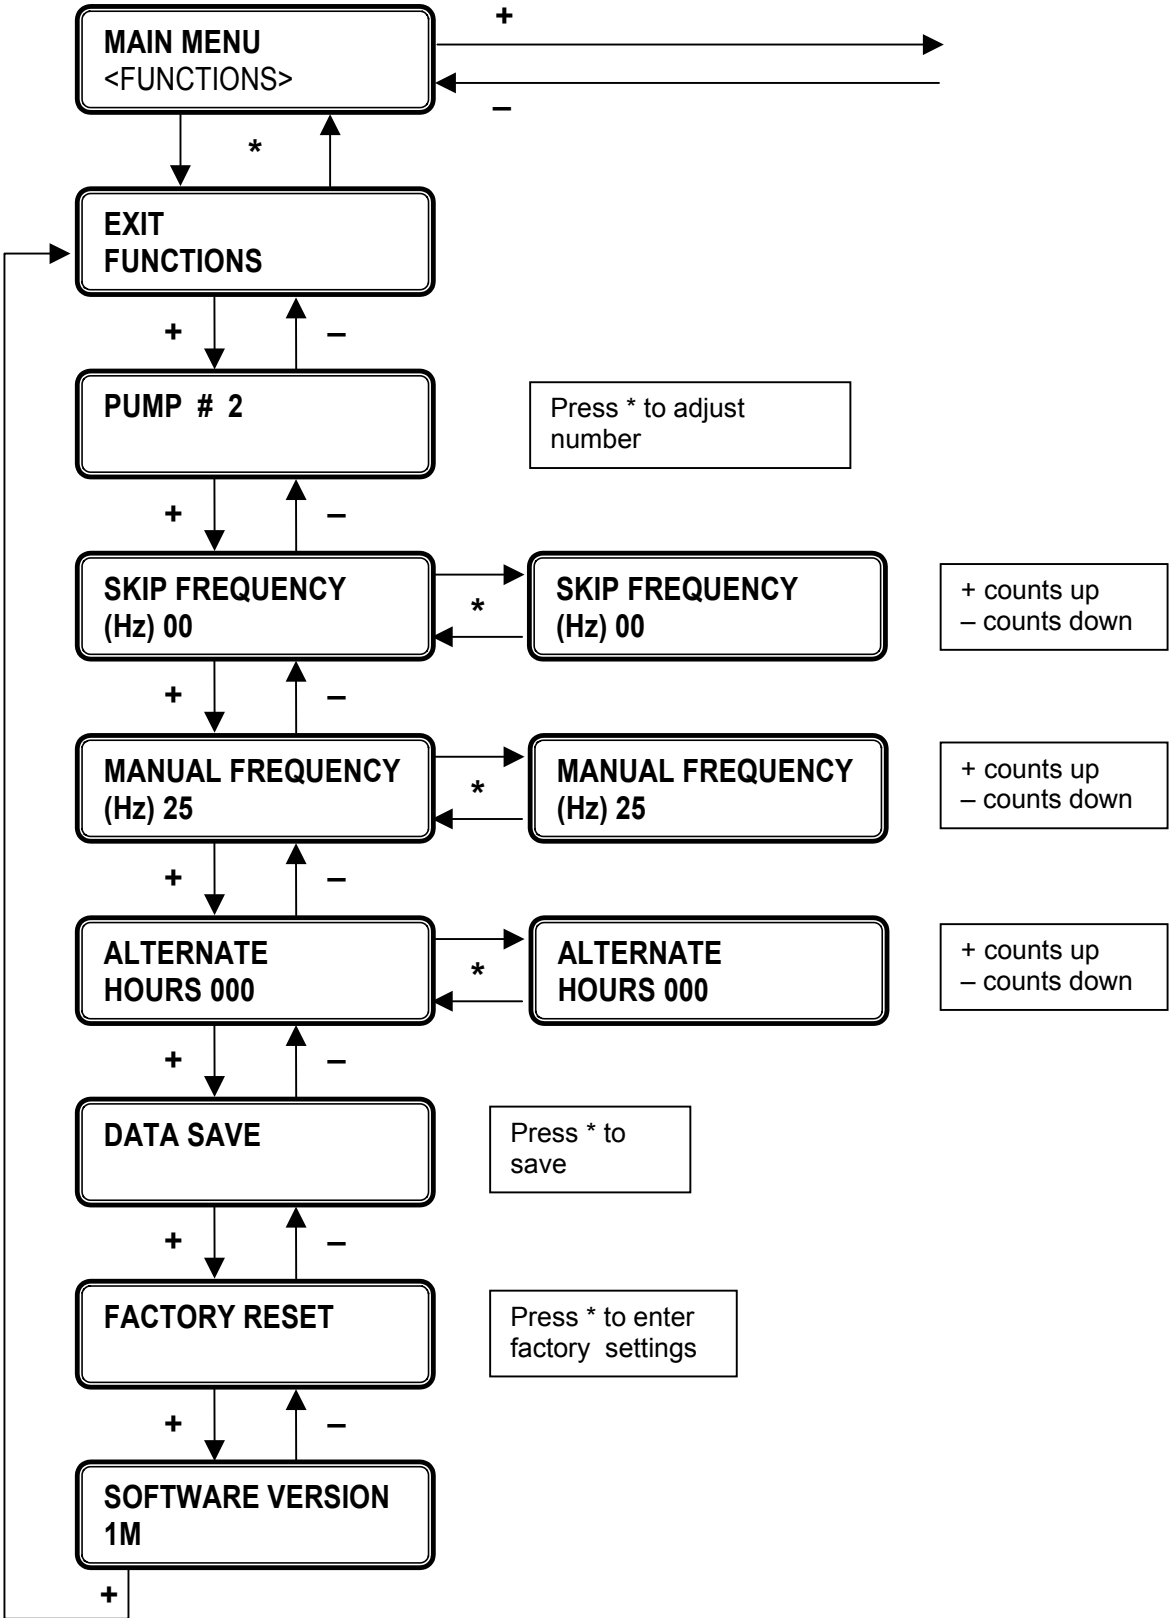 +
MAIN MENU
<FUNCTIONS>
–
*
EXIT
FUNCTIONS
+ –
PUMP # 2
Press * to adjust
number
+ –
SKIP FREQUENCY
(Hz) 00
*
SKIP FREQUENCY
(Hz) 00
+ counts up
– counts down
+ –
MANUAL FREQUENCY
(Hz) 25
*
MANUAL FREQUENCY
(Hz) 25
+ counts up
– counts down
+ –
ALTERNATE
HOURS 000
*
ALTERNATE
HOURS 000
+ counts up
– counts down
+ –
DATA SAVE
Press * to
save
+ –
FACTORY RESET
Press * to enter
factory settings
+ –
SOFTWARE VERSION
1M
+